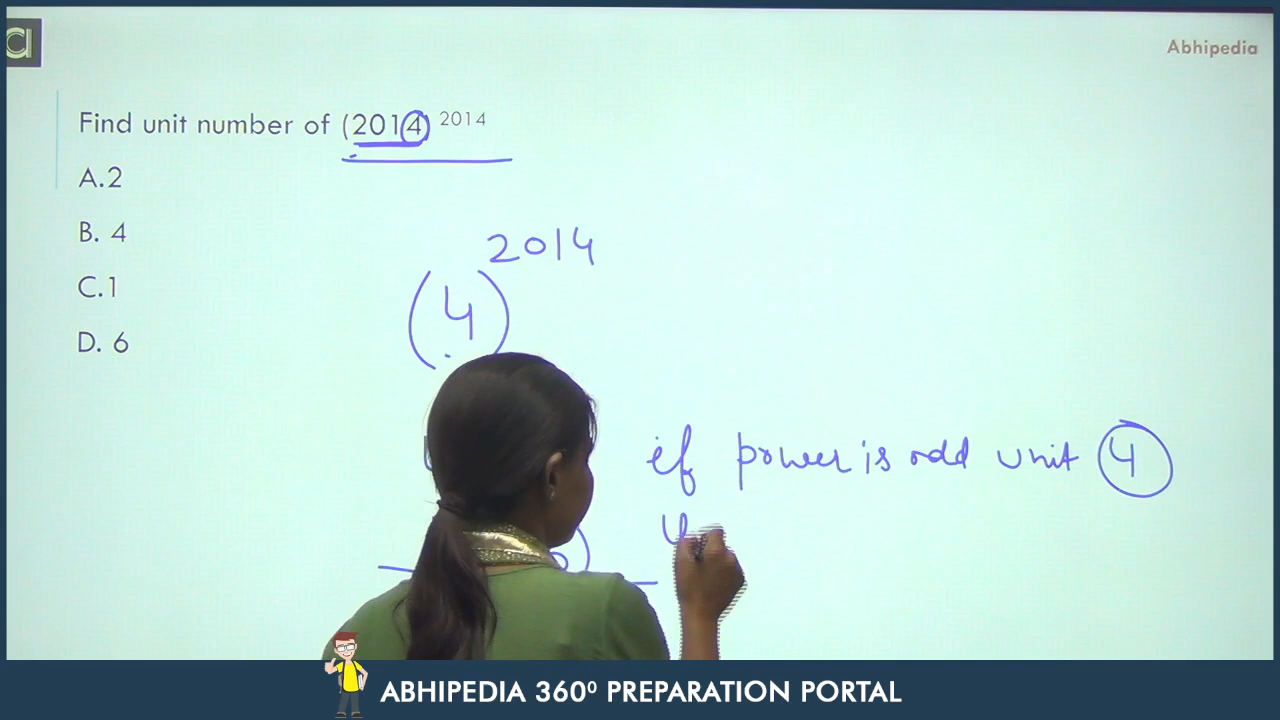 a
Abhipedia
Find unit number of (2014) 2014
A.2
B. 4
C.1
D. 6
2014
(4)
if power is odd unit 4
ABHIPEDIA 360⁰ PREPARATION PORTAL